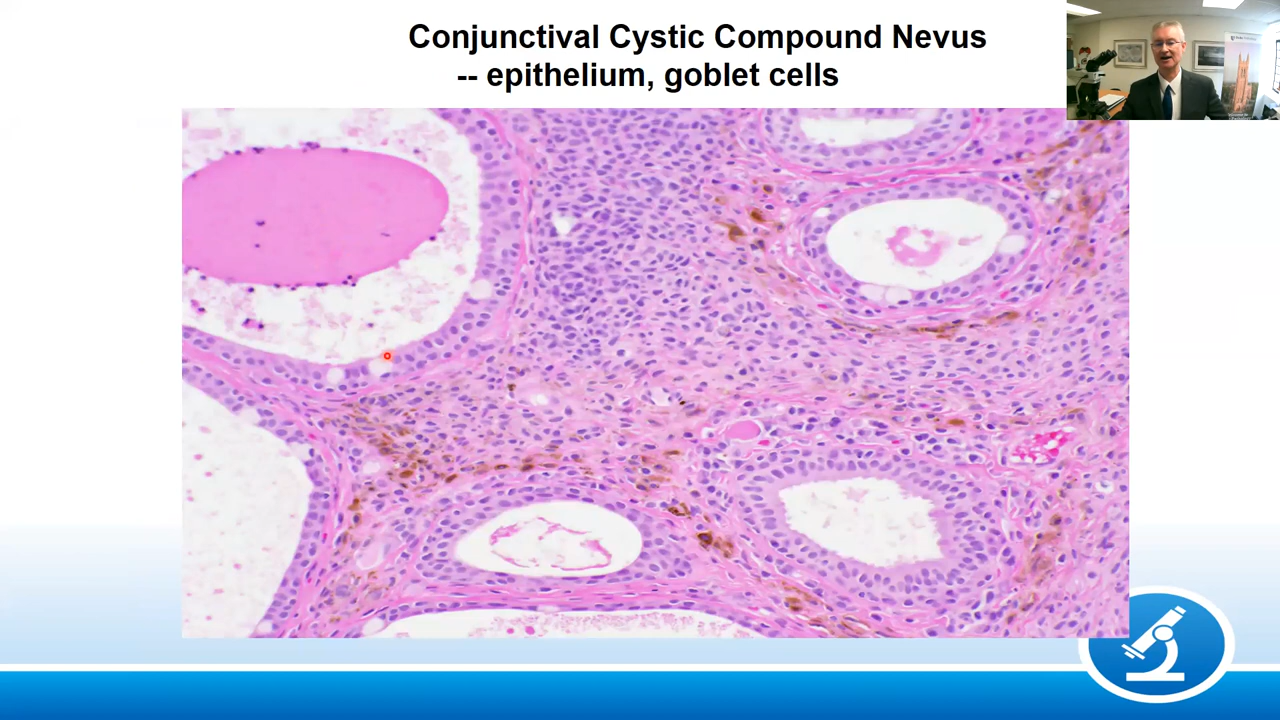 Conjunctival Cystic Compound Nevus
-- epithelium, goblet cells